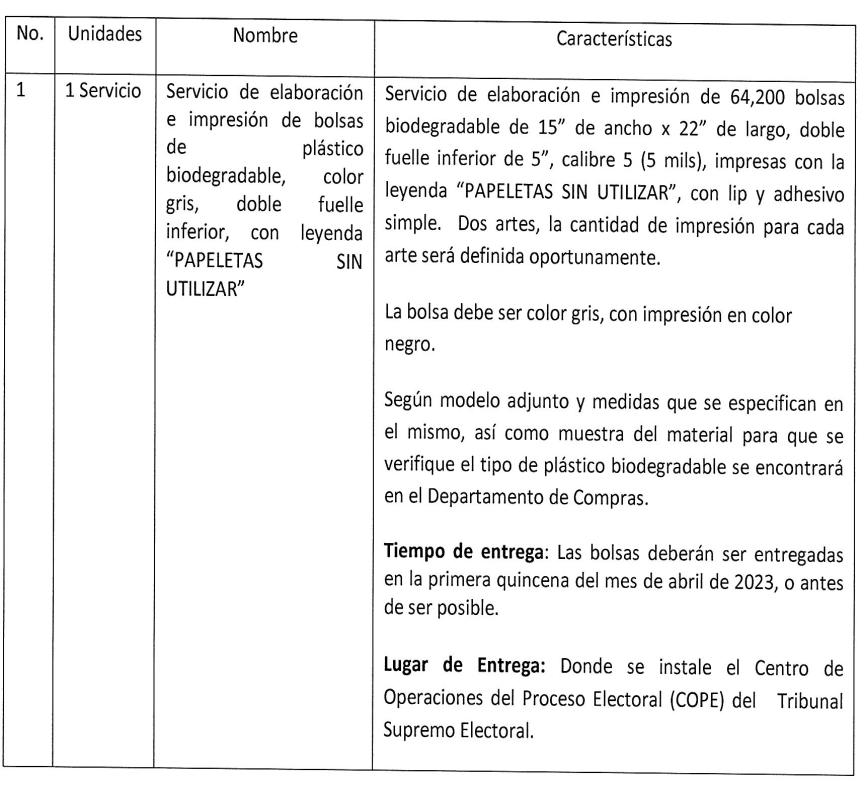 No. Unidades Nombre Características
1 1 Servicio
Servicio de elaboración
e impresión de bolsas
de plástico
biodegradable, color
gris, doble fuelle
inferior, con leyenda
“PAPELETAS SIN
UTILIZAR”
Servicio de elaboración e impresión de 64,200 bolsas
biodegradable de 15” de ancho x 22” de largo, doble
fuelle inferior de 5”, calibre 5 (5 mils), impresas con la
leyenda “PAPELETAS SIN UTILIZAR”, con lip y adhesivo
simple. Dos artes, la cantidad de impresión para cada
arte será definida oportunamente.
La bolsa debe ser color gris, con impresión en color
negro.
Según modelo adjunto y medidas que se especifican en
el mismo, así como muestra del material para que se
verifique el tipo de plástico biodegradable se encontrará
en el Departamento de Compras.
Tiempo de entrega: Las bolsas deberán ser entregadas
en la primera quincena del mes de abril de 2023, o antes
de ser posible.
Lugar de Entrega: Donde se instale el Centro de
Operaciones del Proceso Electoral (COPE) del Tribunal
Supremo Electoral.